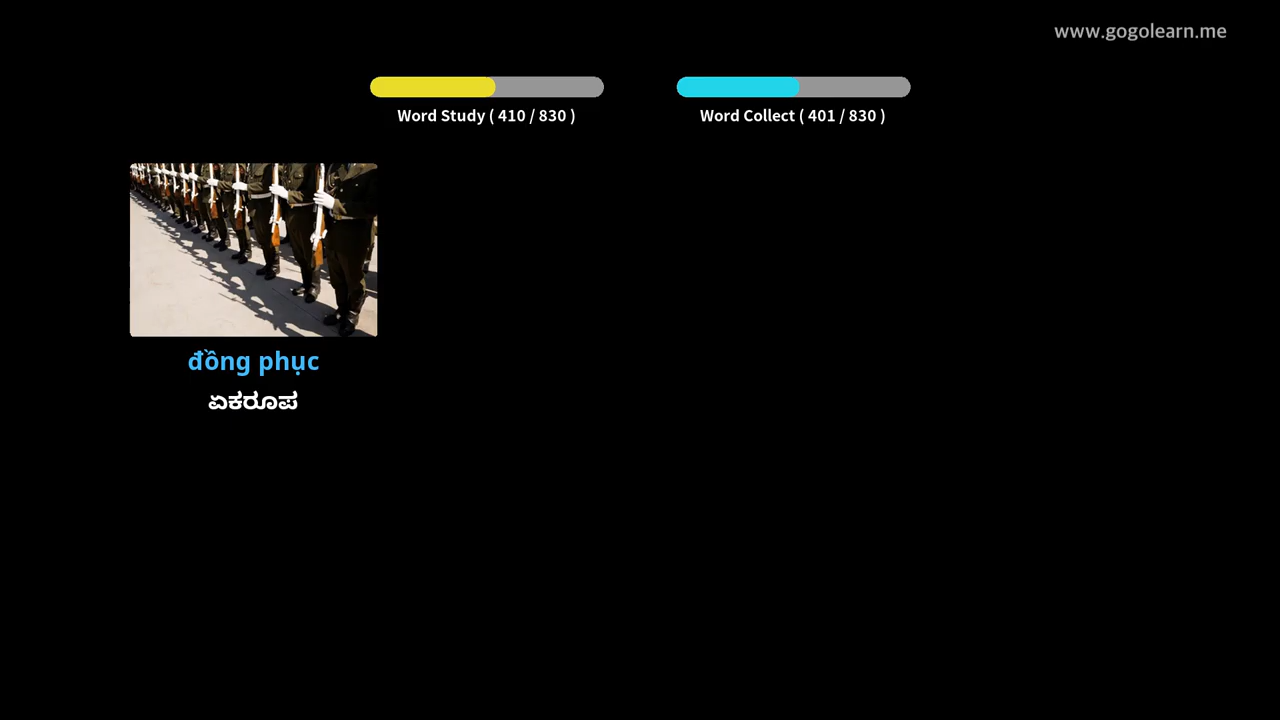 www.gogolearn.me
Word Study ( 410 / 830 )
Word Collect ( 401 / 830 )
đồng phục
ಏಕರೂಪ